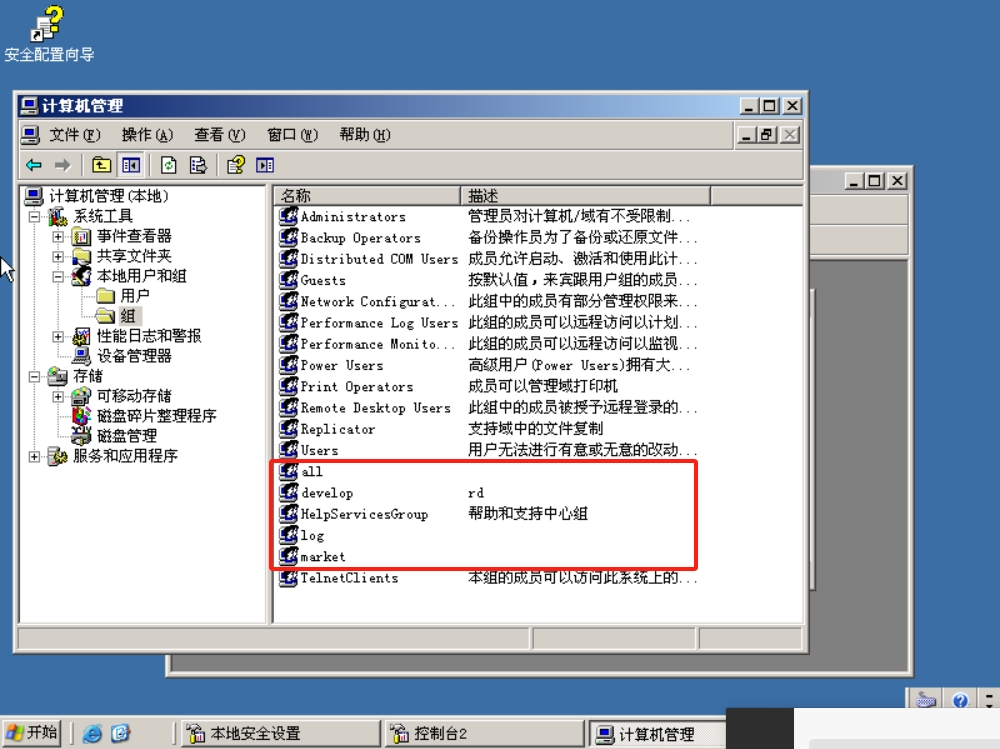 安全配置向导
计算机管理
文件(F) 操作(A) 查看(V) 窗口(W) 帮助(H)
计算机管理(本地)
系统工具
事件查看器
共享文件夹
本地用户和组
用户
组
性能日志和警报
设备管理器
存储
可移动存储
磁盘碎片整理程序
磁盘管理
服务和应用程序
名称 描述
Administrators 管理员对计算机/域有不受限制...
Backup Operators 备份操作员为了备份或还原文件...
Distributed COM Users 成员允许启动、激活和使用此计...
Guests 按默认值，来宾跟用户组的成员...
Network Configurat... 此组中的成员有部分管理权限来...
Performance Log Users 此组的成员可以远程访问以计划...
Performance Monito... 此组的成员可以远程访问以监视...
Power Users 高级用户(Power Users)拥有大...
Print Operators 成员可以管理域打印机
Remote Desktop Users 此组中的成员被授予远程登录的...
Replicator 支持域中的文件复制
Users 用户无法进行有意或无意的改动...
all
develop rd
HelpServicesGroup 帮助和支持中心组
log
market
TelnetClients 本组的成员可以访问此系统上的...
开始 本地安全设置 控制台2 计算机管理